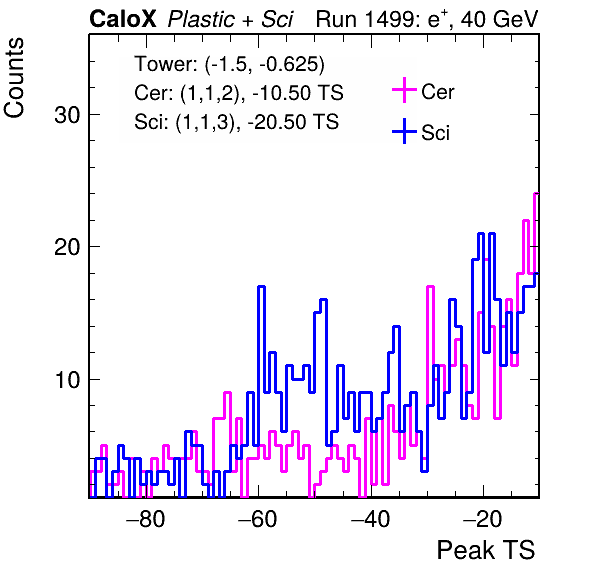 CaloX Plastic + Sci Run 1499: e+, 40 GeV
Tower: (-1.5, -0.625)
Cer: (1,1,2), -10.50 TS
Sci: (1,1,3), -20.50 TS
Cer
Sci
Counts
30
20
10
−80 −60 −40 −20
Peak TS